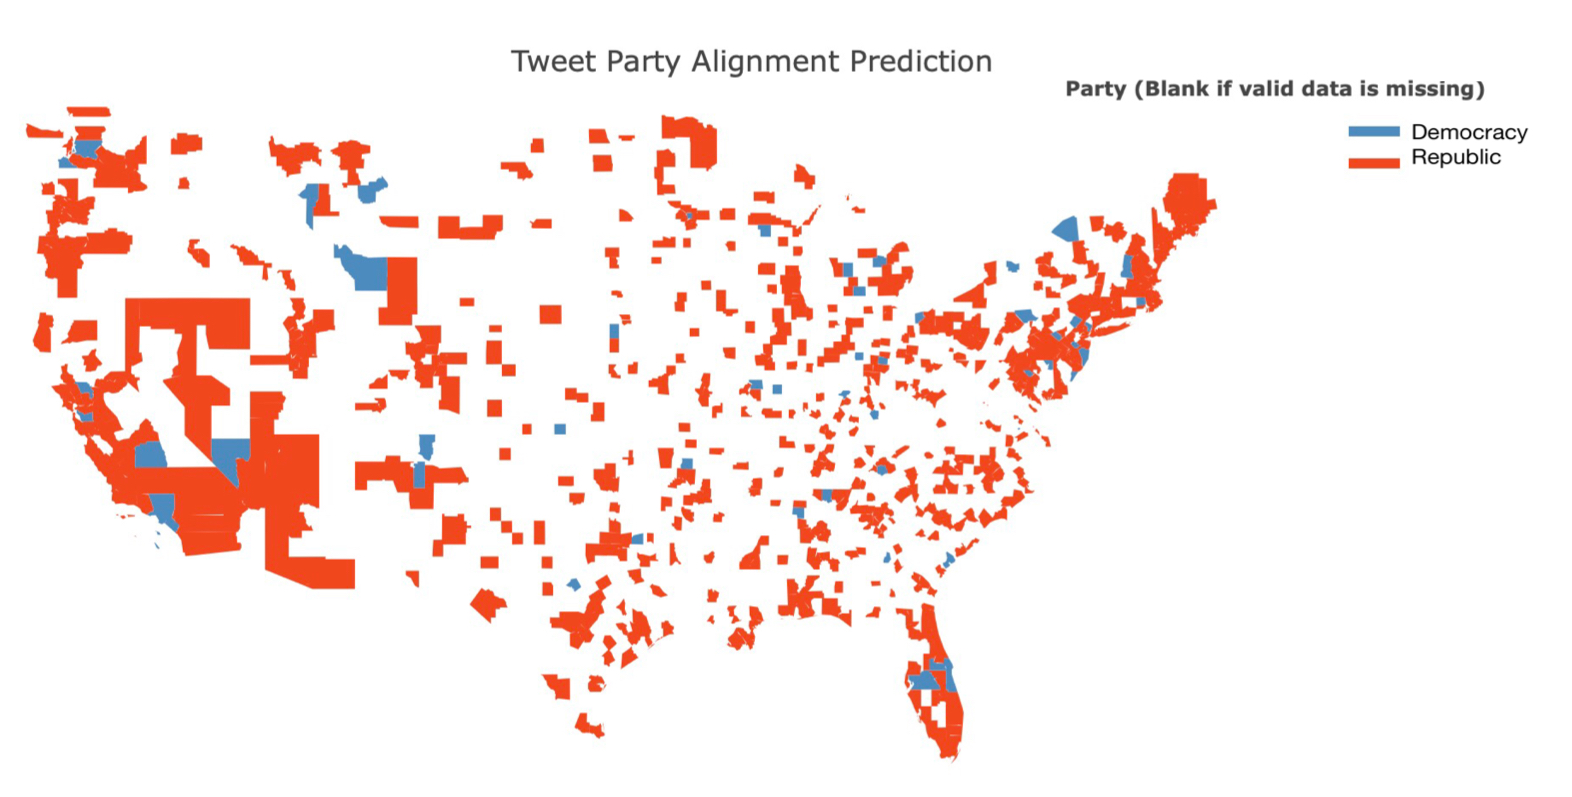 Tweet Party Alignment Prediction
Party (Blank if valid data is missing)
Democracy
Republic